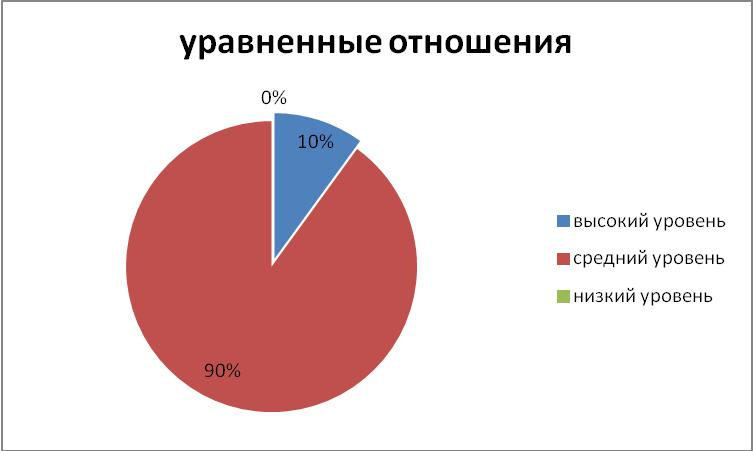 уравненные отношения
0%
10%
90%
высокий уровень
средний уровень
низкий уровень